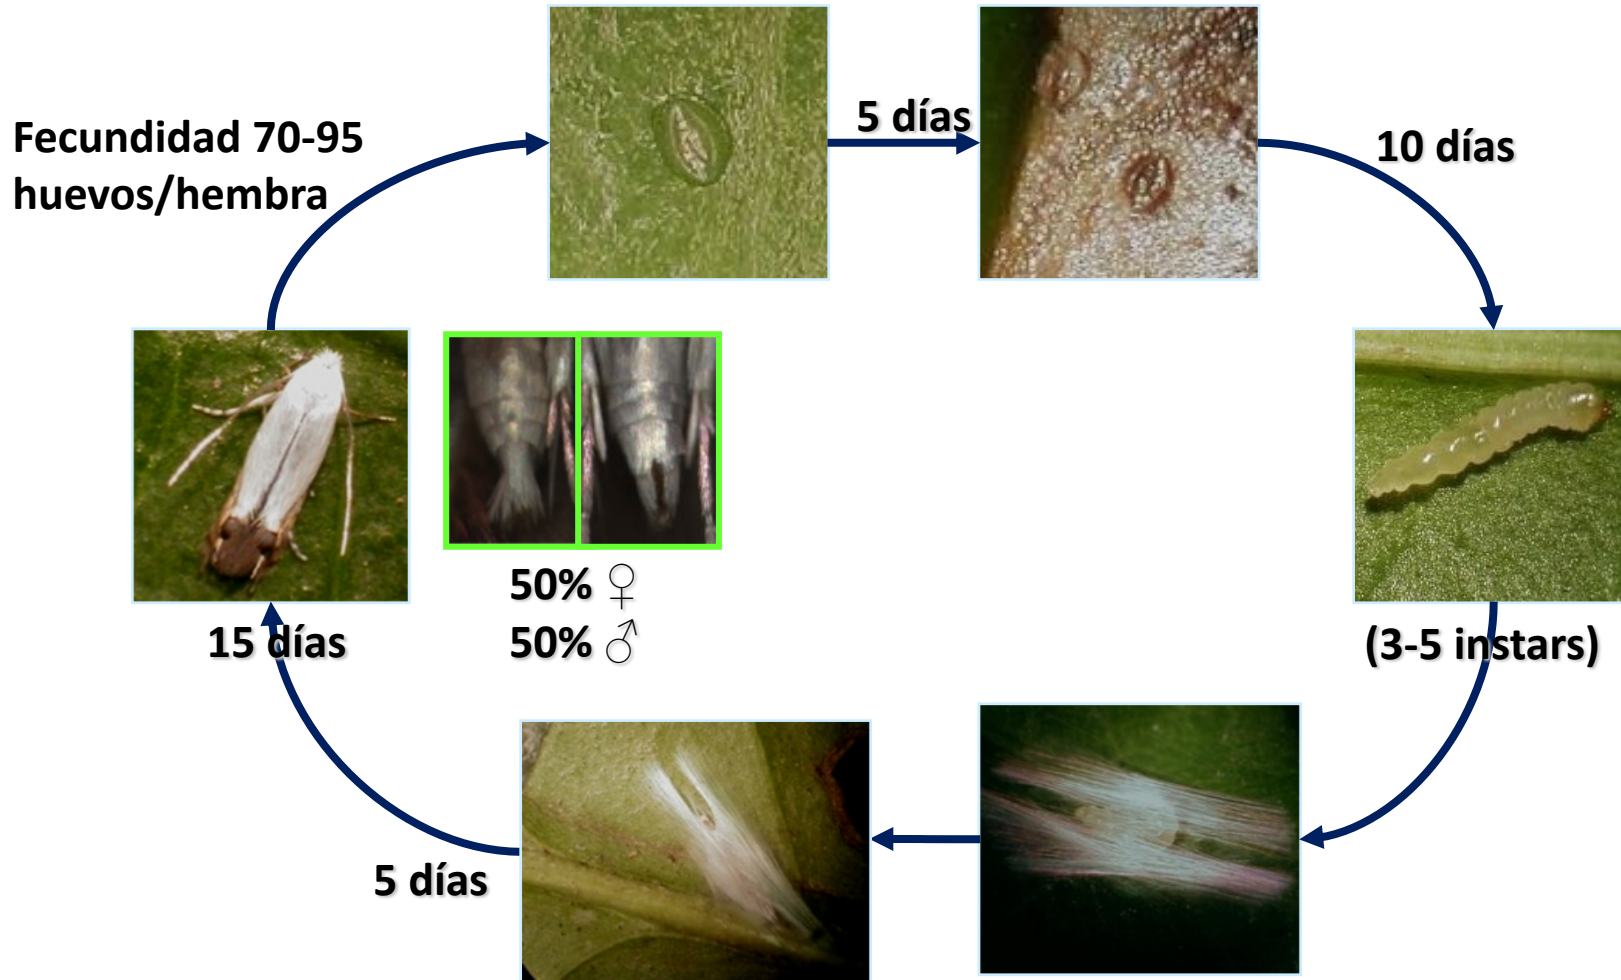 Fecundidad 70-95
huevos/hembra
5 días
10 días
(3-5 instars)
5 días
15 días
50% ♀
50% ♂